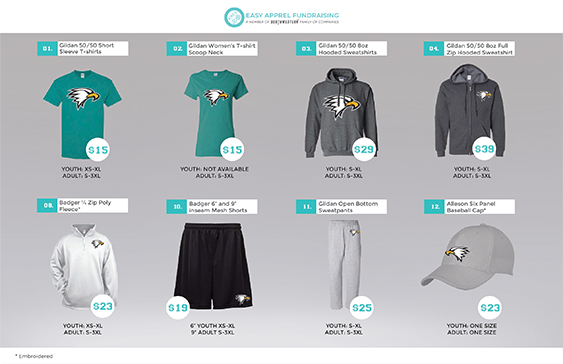 EASY APPREL FUNDRAISING
A MEMBER OF SOUTHWESTERN FAMILY OF COMPANIES
01. Gildan 50/50 Short
Sleeve T-shirts
$15
YOUTH: XS-XL
ADULT: S-3XL
02. Gildan Women's T-shirt
Scoop Neck
$15
YOUTH: NOT AVAILABLE
ADULT: S-3XL
03. Gildan 50/50 8oz
Hooded Sweatshirts
$29
YOUTH: S-XL
ADULT: S-3XL
04. Gildan 50/50 8oz Full
Zip Hooded Sweatshirt
$39
YOUTH: S-XL
ADULT: S-3XL
09. Badger ¼ Zip Poly
Fleece*
$23
YOUTH: XS-XL
ADULT: S-3XL
10. Badger 6" and 9"
Inseam Mesh Shorts
$19
6" YOUTH XS-XL
9" ADULT S-3XL
11. Gildan Open Bottom
Sweatpants
$25
YOUTH: S-XL
ADULT: S-3XL
12. Alleson Six Panel
Baseball Cap*
$23
YOUTH: ONE SIZE
ADULT: ONE SIZE
* Embroidered